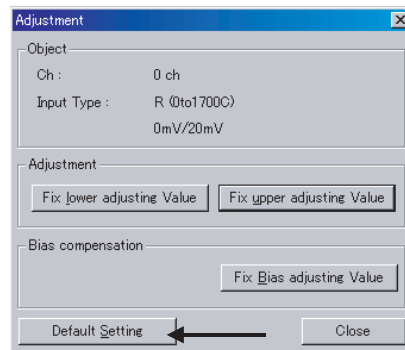 Adjustment
Object
Ch : 0 ch
Input Type : R (0to1700C)
0mV/20mV
Adjustment
Fix lower adjusting Value Fix upper adjusting Value
Bias compensation
Fix Bias adjusting Value
Default Setting Close